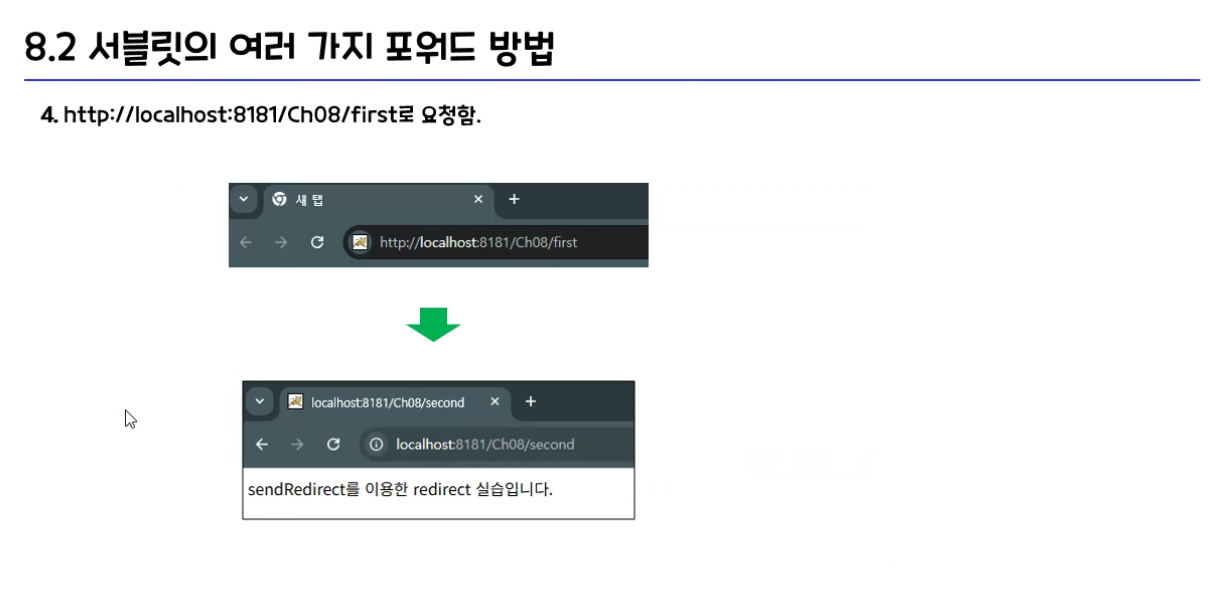 8.2 서블릿의 여러 가지 포워드 방법
4. http://localhost:8181/Ch08/first로 요청함.
새 탭
http://localhost:8181/Ch08/first
localhost:8181/Ch08/second
localhost:8181/Ch08/second
sendRedirect를 이용한 redirect 실습입니다.